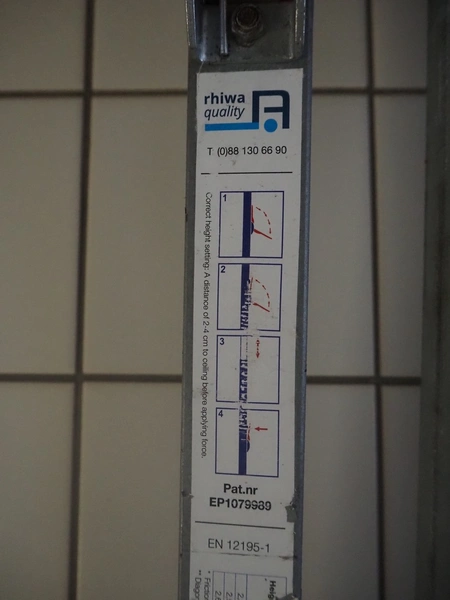 rhiwa
quality
T (0)88 130 66 90
Correct height setting: A distance of 2-4 cm to ceiling before applying force.
1
2
3
4
Pat.nr
EP1079989
EN 12195-1